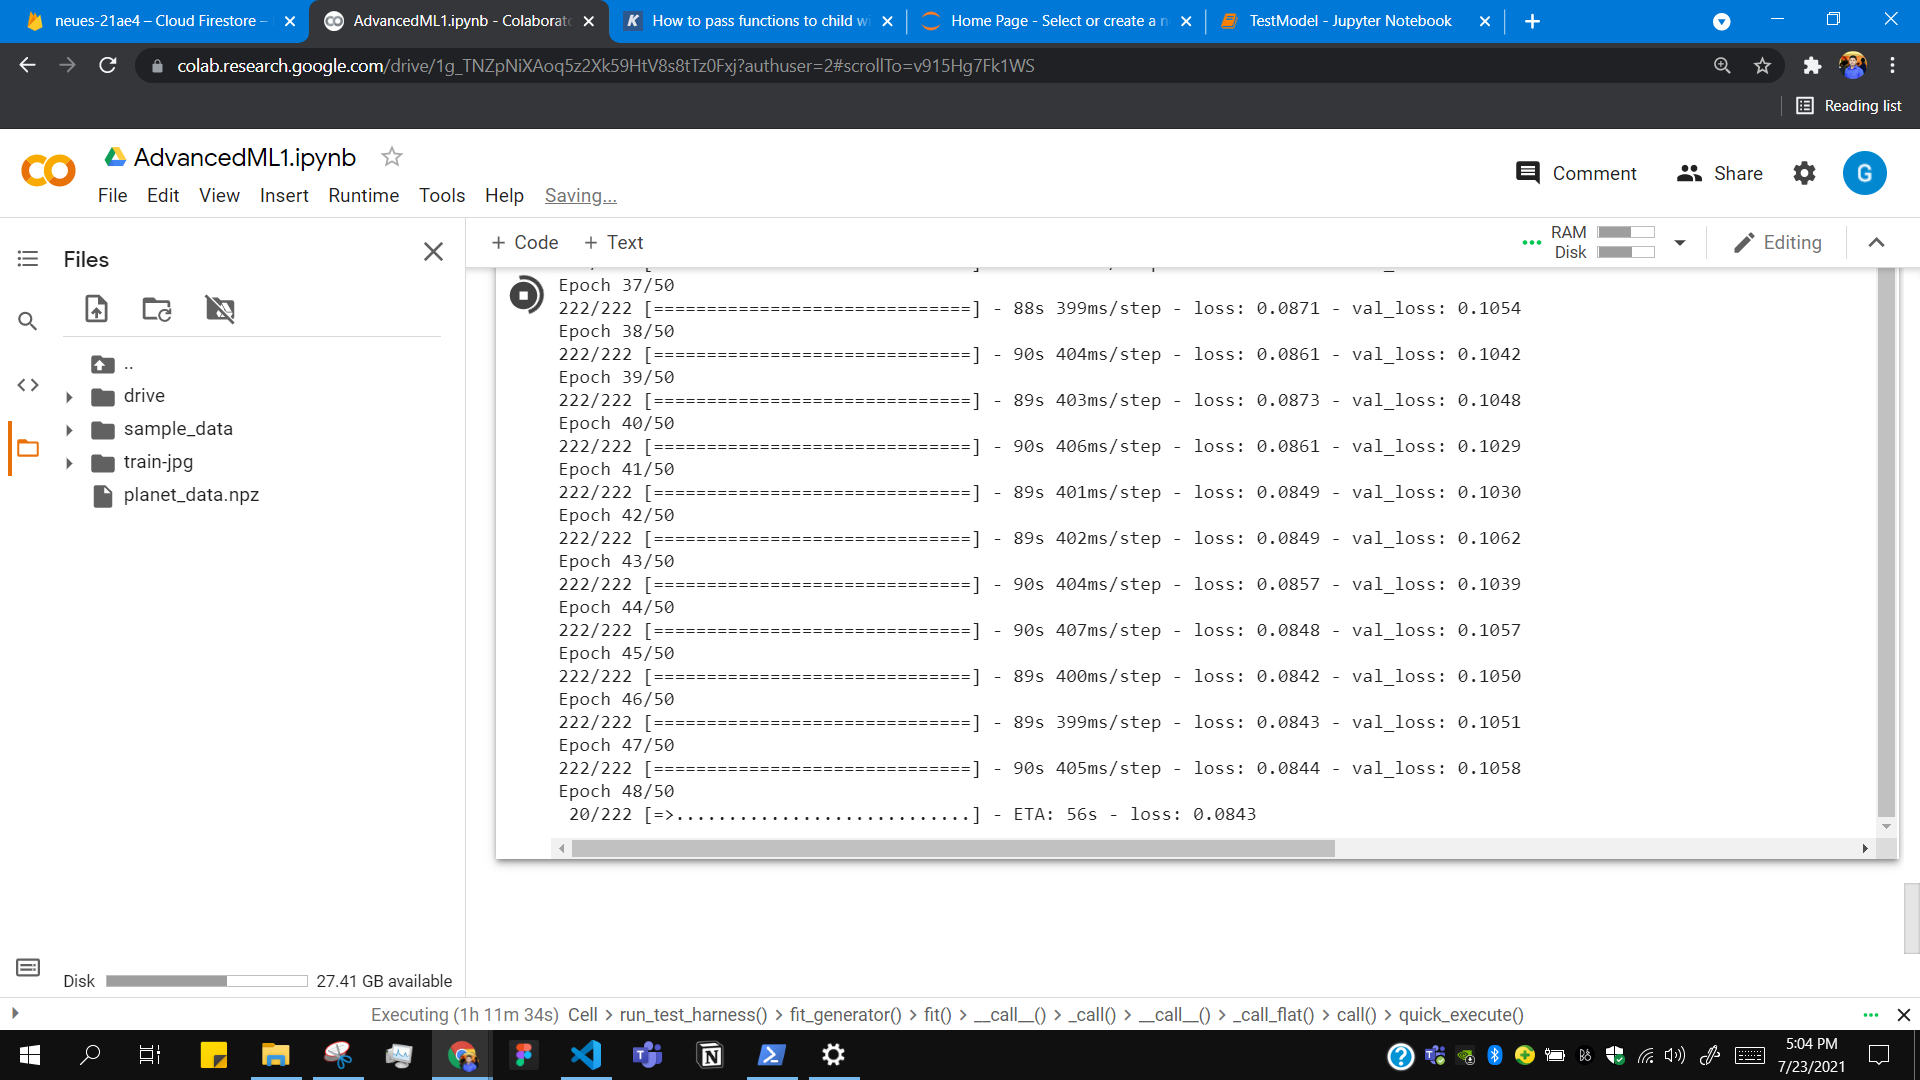 neues-21ae4 – Cloud Firestore –
AdvancedML1.ipynb - Colaborato
How to pass functions to child wi
Home Page - Select or create a n
TestModel - Jupyter Notebook
colab.research.google.com/drive/1g_TNZpNiXAoq5z2Xk59HtV8s8tTz0Fxj?authuser=2#scrollTo=v915Hg7Fk1WS
Reading list
AdvancedML1.ipynb
Comment
Share
G
File Edit View Insert Runtime Tools Help Saving...
Files
+ Code + Text
RAM
Disk
Editing
..
drive
sample_data
train-jpg
planet_data.npz
Epoch 37/50
222/222 [==============================] - 88s 399ms/step - loss: 0.0871 - val_loss: 0.1054
Epoch 38/50
222/222 [==============================] - 90s 404ms/step - loss: 0.0861 - val_loss: 0.1042
Epoch 39/50
222/222 [==============================] - 89s 403ms/step - loss: 0.0873 - val_loss: 0.1048
Epoch 40/50
222/222 [==============================] - 90s 406ms/step - loss: 0.0861 - val_loss: 0.1029
Epoch 41/50
222/222 [==============================] - 89s 401ms/step - loss: 0.0849 - val_loss: 0.1030
Epoch 42/50
222/222 [==============================] - 89s 402ms/step - loss: 0.0849 - val_loss: 0.1062
Epoch 43/50
222/222 [==============================] - 90s 404ms/step - loss: 0.0857 - val_loss: 0.1039
Epoch 44/50
222/222 [==============================] - 90s 407ms/step - loss: 0.0848 - val_loss: 0.1057
Epoch 45/50
222/222 [==============================] - 89s 400ms/step - loss: 0.0842 - val_loss: 0.1050
Epoch 46/50
222/222 [==============================] - 89s 399ms/step - loss: 0.0843 - val_loss: 0.1051
Epoch 47/50
222/222 [==============================] - 90s 405ms/step - loss: 0.0844 - val_loss: 0.1058
Epoch 48/50
20/222 [=>............................] - ETA: 56s - loss: 0.0843
Disk 27.41 GB available
Executing (1h 11m 34s) Cell > run_test_harness() > fit_generator() > fit() > __call__() > _call() > __call__() > _call_flat() > call() > quick_execute()
5:04 PM
7/23/2021